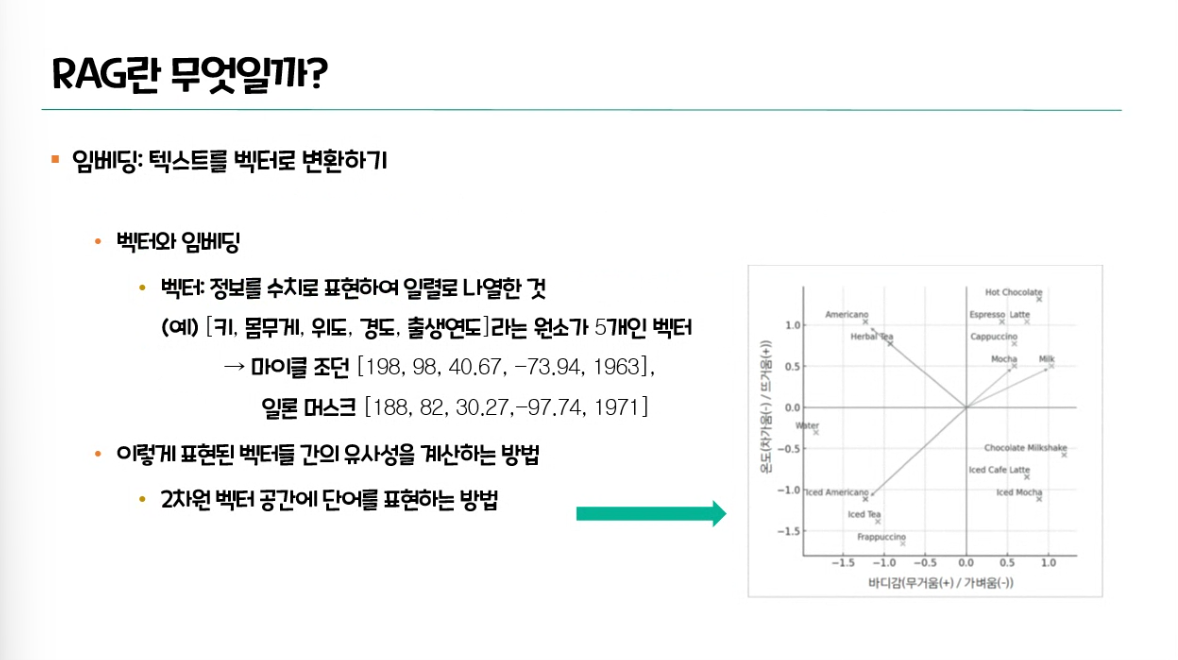 RAG란 무엇일까?
▪ 임베딩: 텍스트를 벡터로 변환하기
• 벡터와 임베딩
• 벡터: 정보를 수치로 표현하여 일렬로 나열한 것
(예) [키, 몸무게, 위도, 경도, 출생연도]라는 원소가 5개인 벡터
→ 마이클 조던 [198, 98, 40.67, -73.94, 1963],
일론 머스크 [188, 82, 30.27,-97.74, 1971]
• 이렇게 표현된 벡터들 간의 유사성을 계산하는 방법
• 2차원 벡터 공간에 단어를 표현하는 방법
온도(차가움(-) / 뜨거움(+))
1.0
0.5
0.0
-0.5
-1.0
-1.5
Hot Chocolate
Americano
Espresso
Latte
Herbal Tea
Cappuccino
Mocha
Milk
Water
Chocolate Milkshake
Iced Cafe Latte
Iced Americano
Iced Mocha
Iced Tea
Frappuccino
-1.5 -1.0 -0.5 0.0 0.5 1.0
바디감(무거움(+) / 가벼움(-))